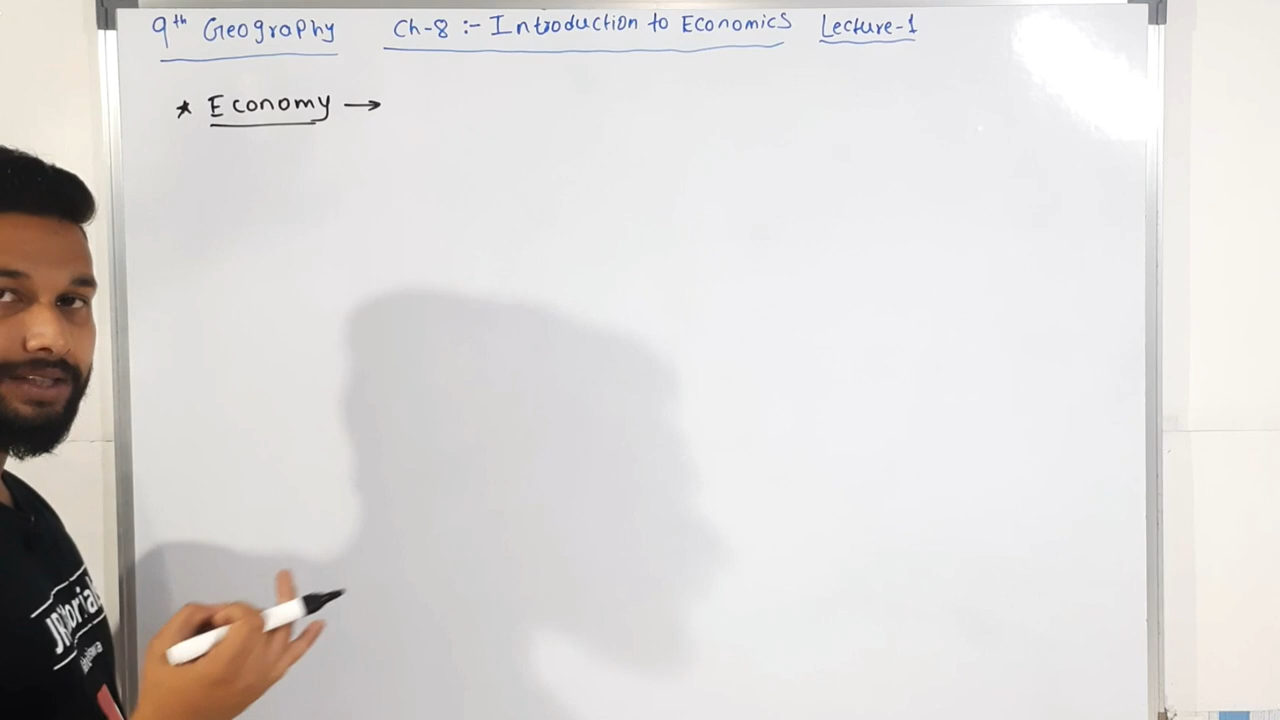 9th Geography Ch-8 :- Introduction to Economics Lecture-1
* Economy →